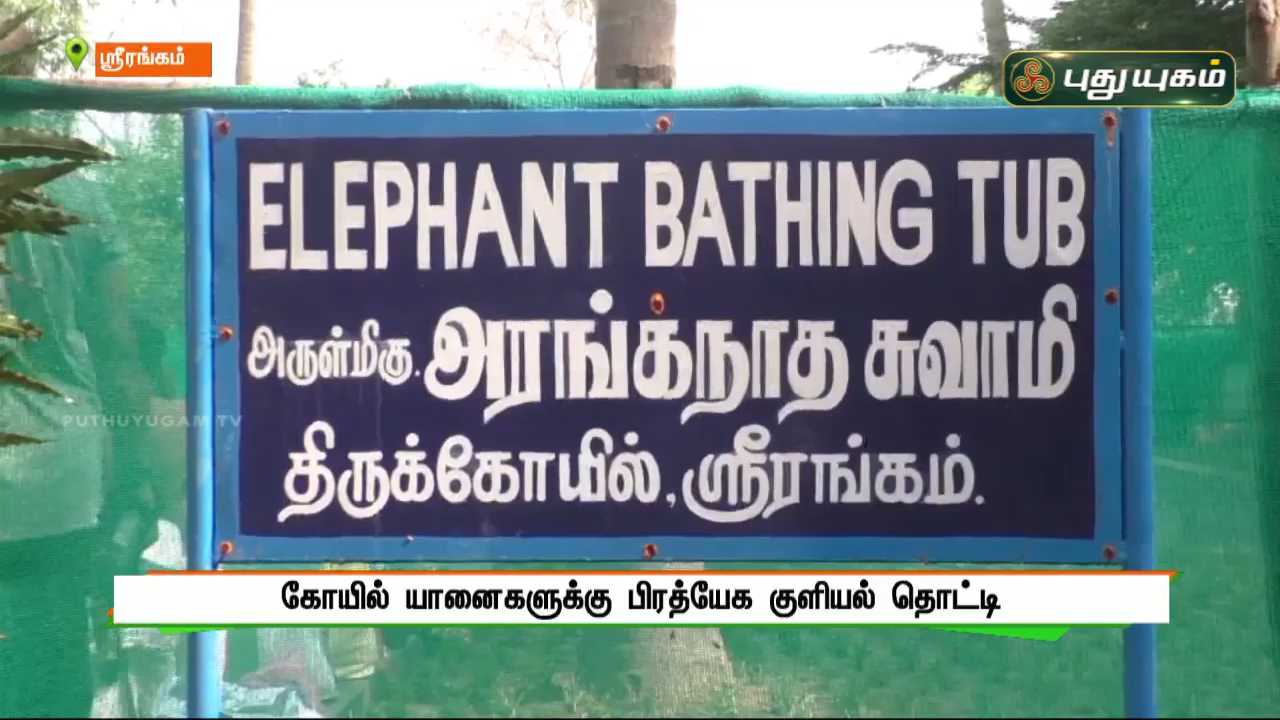 ஸ்ரீரங்கம்
புதுயுகம்
ELEPHANT BATHING TUB
அருள்மிகு. அரங்கநாத சுவாமி
திருக்கோயில், ஸ்ரீரங்கம்.
PUTHUYUGAM TV
கோயில் யானைகளுக்கு பிரத்யேக குளியல் தொட்டி